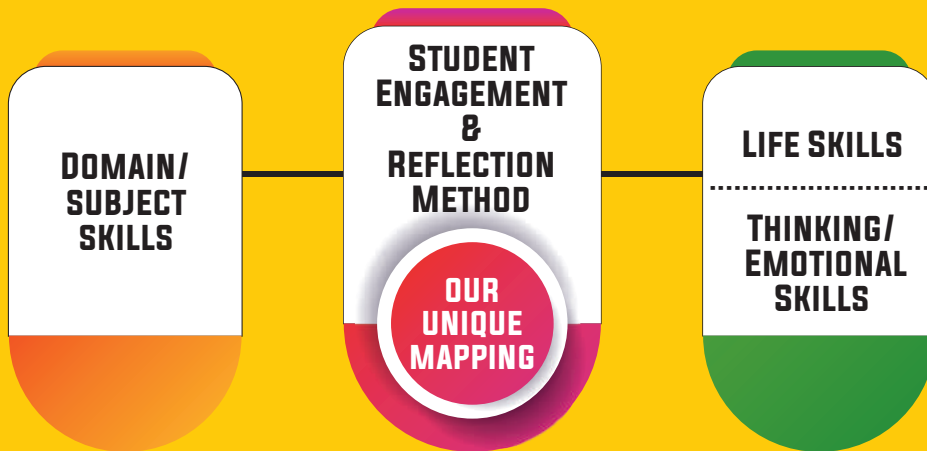 DOMAIN/
SUBJECT
SKILLS
STUDENT
ENGAGEMENT
&
REFLECTION
METHOD
OUR
UNIQUE
MAPPING
LIFE SKILLS
THINKING/
EMOTIONAL
SKILLS